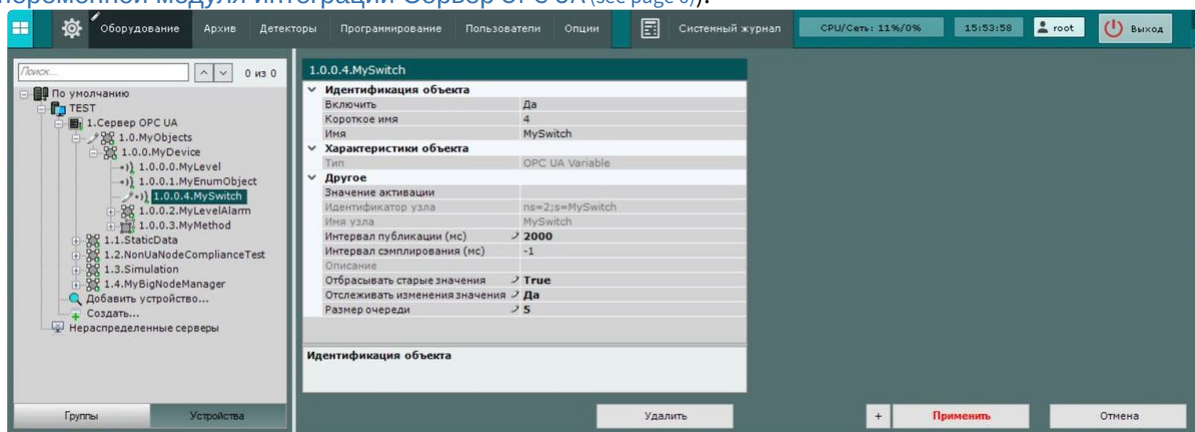 переменной модуля интеграции Сервер OPC UA (see page 6)).
Оборудование Архив Детекторы Программирование Пользователи Опции Системный журнал CPU/Сеть: 11%/0% 15:53:58 root Выход
Поиск... 0 из 0
По умолчанию
TEST
1.Сервер OPC UA
1.0.MyObjects
1.0.0.MyDevice
1.0.0.0.MyLevel
1.0.0.1.MyEnumObject
1.0.0.4.MySwitch
1.0.0.2.MyLevelAlarm
1.0.0.3.MyMethod
1.1.StaticData
1.2.NonUaNodeComplianceTest
1.3.Simulation
1.4.MyBigNodeManager
Добавить устройство...
Создать...
Нераспределенные серверы
Группы Устройства
1.0.0.4.MySwitch
Идентификация объекта
Включить Да
Короткое имя 4
Имя MySwitch
Характеристики объекта
Тип OPC UA Variable
Другое
Значение активации
Идентификатор узла ns=2;s=MySwitch
Имя узла MySwitch
Интервал публикации (мс) 2000
Интервал сэмплирования (мс) -1
Описание
Отбрасывать старые значения True
Отслеживать изменения значения Да
Размер очереди 5
Идентификация объекта
Удалить + Применить Отмена